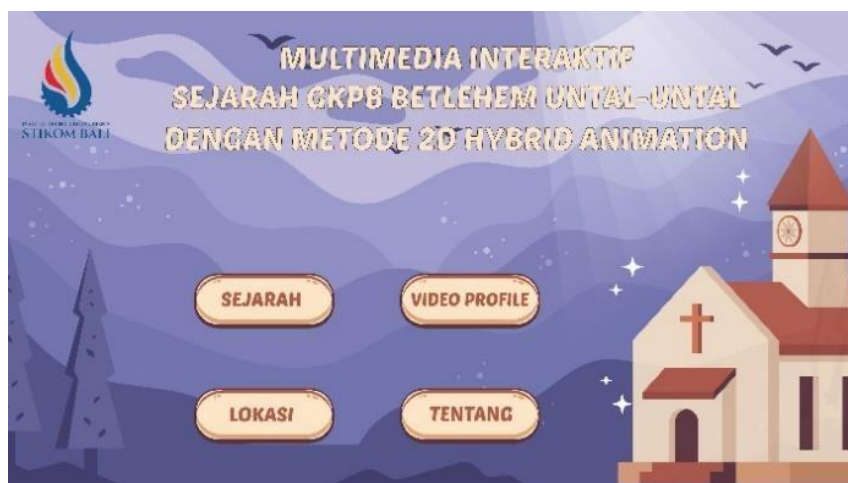 MULTIMEDIA INTERAKTIF
SEJARAH GKPB BETLEHEM UNTAL-UNTAL
DENGAN METODE 2D HYBRID ANIMATION
STIKOM BALI
SEJARAH
VIDEO PROFILE
LOKASI
TENTANG